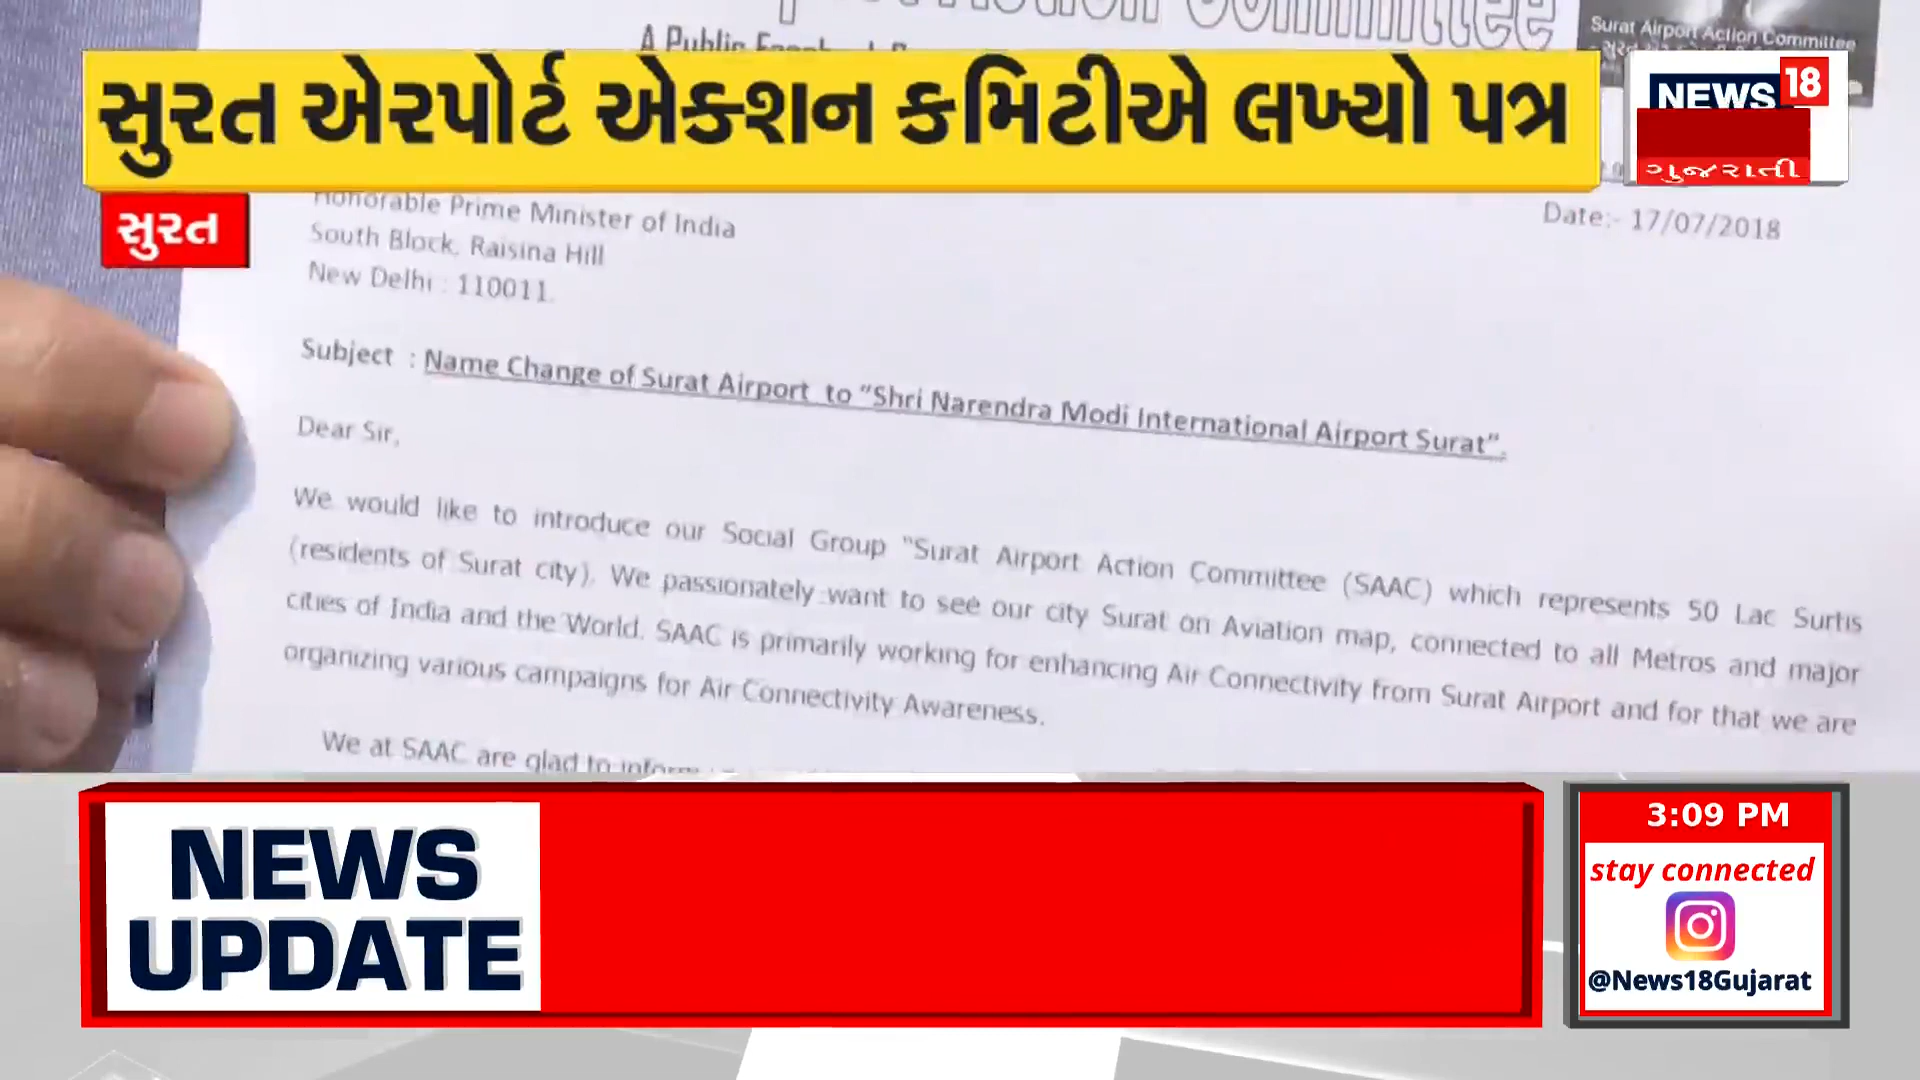 Action Committee
A Public
Surat Airport Action Committee
સુરત એરપોર્ટ એક્શન કમિટીએ લખ્યો પત્ર
NEWS 18
ગુજરાતી
સુરત
Honorable Prime Minister of India
South Block, Raisina Hill
New Delhi : 110011.
Date:- 17/07/2018
Subject : Name Change of Surat Airport to “Shri Narendra Modi International Airport Surat”.
Dear Sir,
We would like to introduce our Social Group "Surat Airport Action Committee (SAAC) which represents 50 Lac Surtis
(residents of Surat city). We passionately want to see our city Surat on Aviation map, connected to all Metros and major
cities of India and the World. SAAC is primarily working for enhancing Air Connectivity from Surat Airport and for that we are
organizing various campaigns for Air Connectivity Awareness.
We at SAAC are glad to inform
NEWS
UPDATE
3:09 PM
stay connected
@News18Gujarat